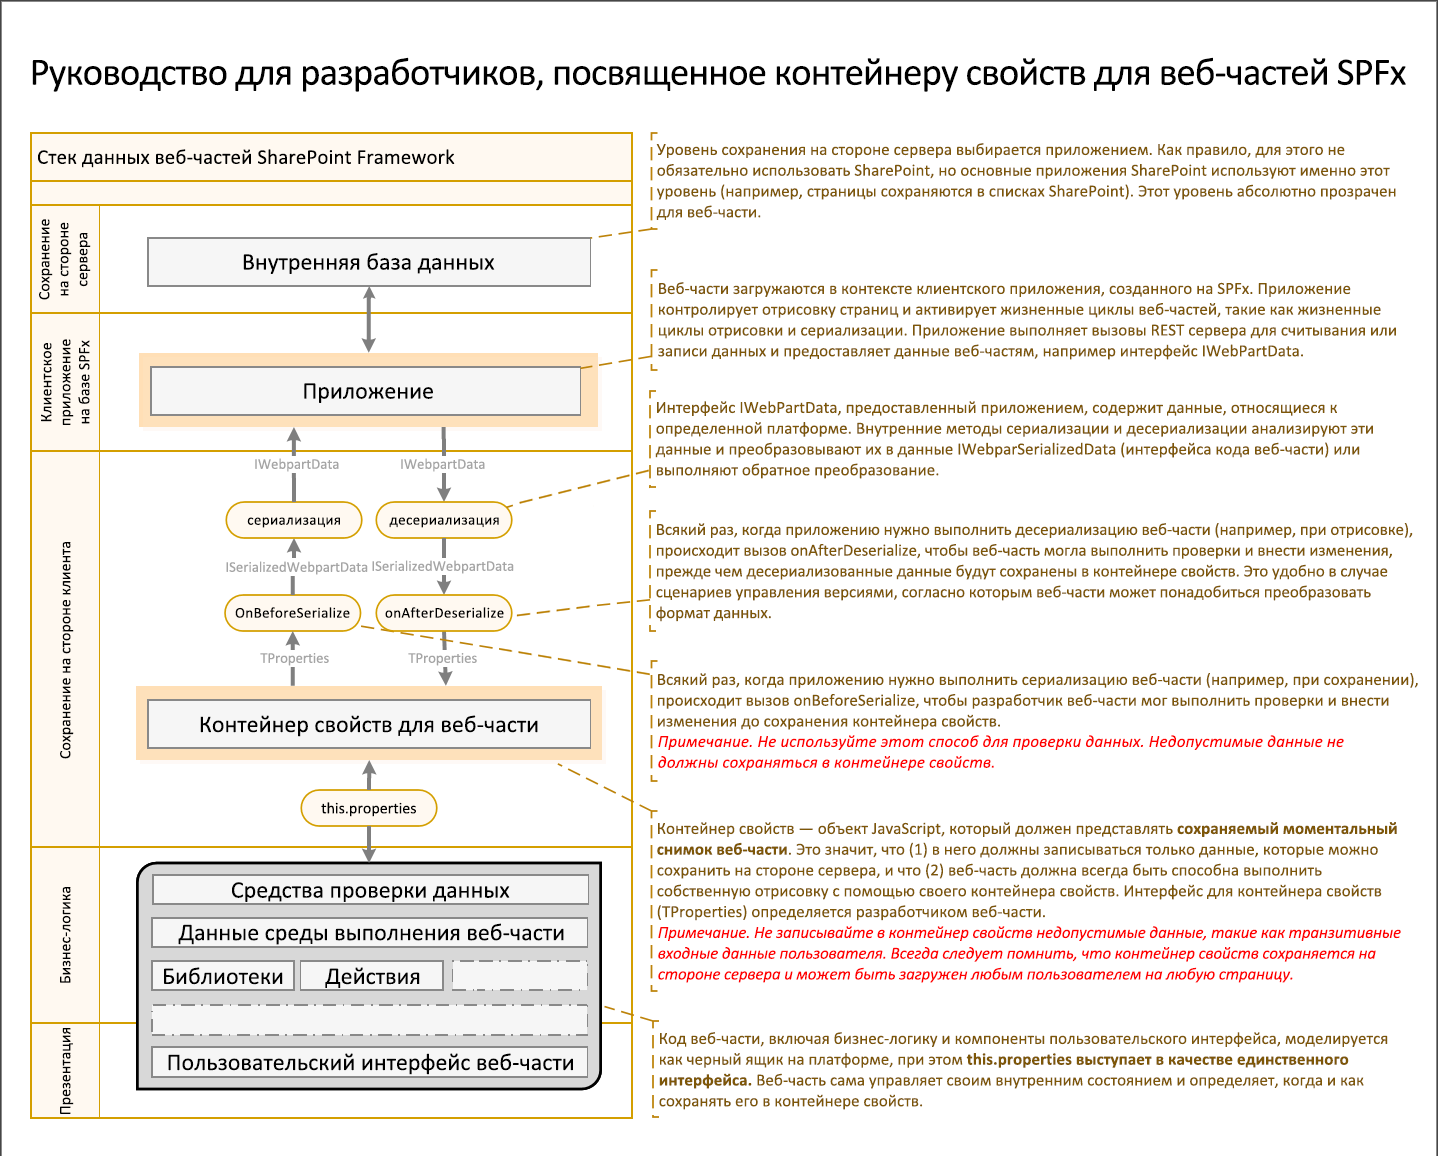 Руководство для разработчиков, посвященное контейнеру свойств для веб-частей SPFx
Стек данных веб-частей SharePoint Framework
Сохранение
на стороне
сервера
Внутренняя база данных
Уровень сохранения на стороне сервера выбирается приложением. Как правило, для этого не
обязательно использовать SharePoint, но основные приложения SharePoint используют именно этот
уровень (например, страницы сохраняются в списках SharePoint). Этот уровень абсолютно прозрачен
для веб-части.
Клиентское
приложение
на базе SPFx
Приложение
Веб-части загружаются в контексте клиентского приложения, созданного на SPFx. Приложение
контролирует отрисовку страниц и активирует жизненные циклы веб-частей, такие как жизненные
циклы отрисовки и сериализации. Приложение выполняет вызовы REST сервера для считывания или
записи данных и предоставляет данные веб-частям, например интерфейс IWebPartData.
Сохранение на стороне клиента
IWebpartData
IWebpartData
сериализация
десериализация
ISerializedWebpartData
ISerializedWebpartData
OnBeforeSerialize
onAfterDeserialize
TProperties
TProperties
Контейнер свойств для веб-части
this.properties
Интерфейс IWebPartData, предоставленный приложением, содержит данные, относящиеся к
определенной платформе. Внутренние методы сериализации и десериализации анализируют эти
данные и преобразовывают их в данные IWebparSerializedData (интерфейса кода веб-части) или
выполняют обратное преобразование.
Всякий раз, когда приложению нужно выполнить десериализацию веб-части (например, при отрисовке),
происходит вызов onAfterDeserialize, чтобы веб-часть могла выполнить проверки и внести изменения,
прежде чем десериализованные данные будут сохранены в контейнере свойств. Это удобно в случае
сценариев управления версиями, согласно которым веб-части может понадобиться преобразовать
формат данных.
Всякий раз, когда приложению нужно выполнить сериализацию веб-части (например, при сохранении),
происходит вызов onBeforeSerialize, чтобы разработчик веб-части мог выполнить проверки и внести
изменения до сохранения контейнера свойств.
Примечание. Не используйте этот способ для проверки данных. Недопустимые данные не
должны сохраняться в контейнере свойств.
Контейнер свойств — объект JavaScript, который должен представлять сохраняемый моментальный
снимок веб-части. Это значит, что (1) в него должны записываться только данные, которые можно
сохранить на стороне сервера, и что (2) веб-часть должна всегда быть способна выполнить
собственную отрисовку с помощью своего контейнера свойств. Интерфейс для контейнера свойств
(TProperties) определяется разработчиком веб-части.
Примечание. Не записывайте в контейнер свойств недопустимые данные, такие как транзитивные
входные данные пользователя. Всегда следует помнить, что контейнер свойств сохраняется на
стороне сервера и может быть загружен любым пользователем на любую страницу.
Бизнес-логика
Средства проверки данных
Данные среды выполнения веб-части
Библиотеки
Действия
Презентация
Пользовательский интерфейс веб-части
Код веб-части, включая бизнес-логику и компоненты пользовательского интерфейса, моделируется
как черный ящик на платформе, при этом this.properties выступает в качестве единственного
интерфейса. Веб-часть сама управляет своим внутренним состоянием и определяет, когда и как
сохранять его в контейнере свойств.